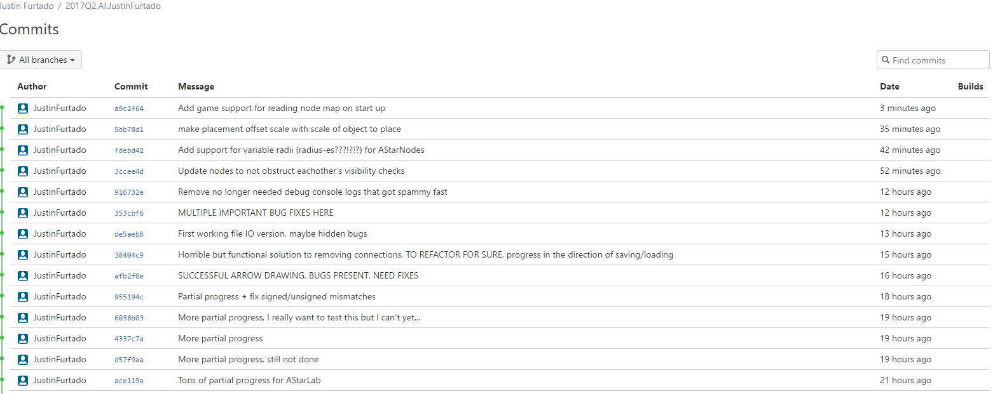 Justin Furtado / 2017Q2.AI.JustinFurtado
Commits
All branches Find commits
Author Commit Message Date Builds
JustinFurtado a9c2f64 Add game support for reading node map on start up 3 minutes ago
JustinFurtado 5bb78d1 make placement offset scale with scale of object to place 35 minutes ago
JustinFurtado fdebd42 Add support for variable radii (radius-es???!?!?) for AStarNodes 42 minutes ago
JustinFurtado 3ccee4d Update nodes to not obstruct eachother's visibility checks 52 minutes ago
JustinFurtado 916732e Remove no longer needed debug console logs that got spammy fast 12 hours ago
JustinFurtado 353cbf6 MULTIPLE IMPORTANT BUG FIXES HERE 12 hours ago
JustinFurtado de5aeb8 First working file IO version, maybe hidden bugs 13 hours ago
JustinFurtado 38404c9 Horrible but functional solution to removing connections, TO REFACTOR FOR SURE, progress in the direction of saving/loading 15 hours ago
JustinFurtado afb2f0e SUCCESSFUL ARROW DRAWING, BUGS PRESENT, NEED FIXES 16 hours ago
JustinFurtado 955194c Partial progress + fix signed/unsigned mismatches 18 hours ago
JustinFurtado 6038b03 More partial progress, I really want to test this but I can't yet... 19 hours ago
JustinFurtado 4337c7a More partial progress 19 hours ago
JustinFurtado d57f9aa More partial progress, still not done 19 hours ago
JustinFurtado ace119a Tons of partial progress for AStarLab 21 hours ago